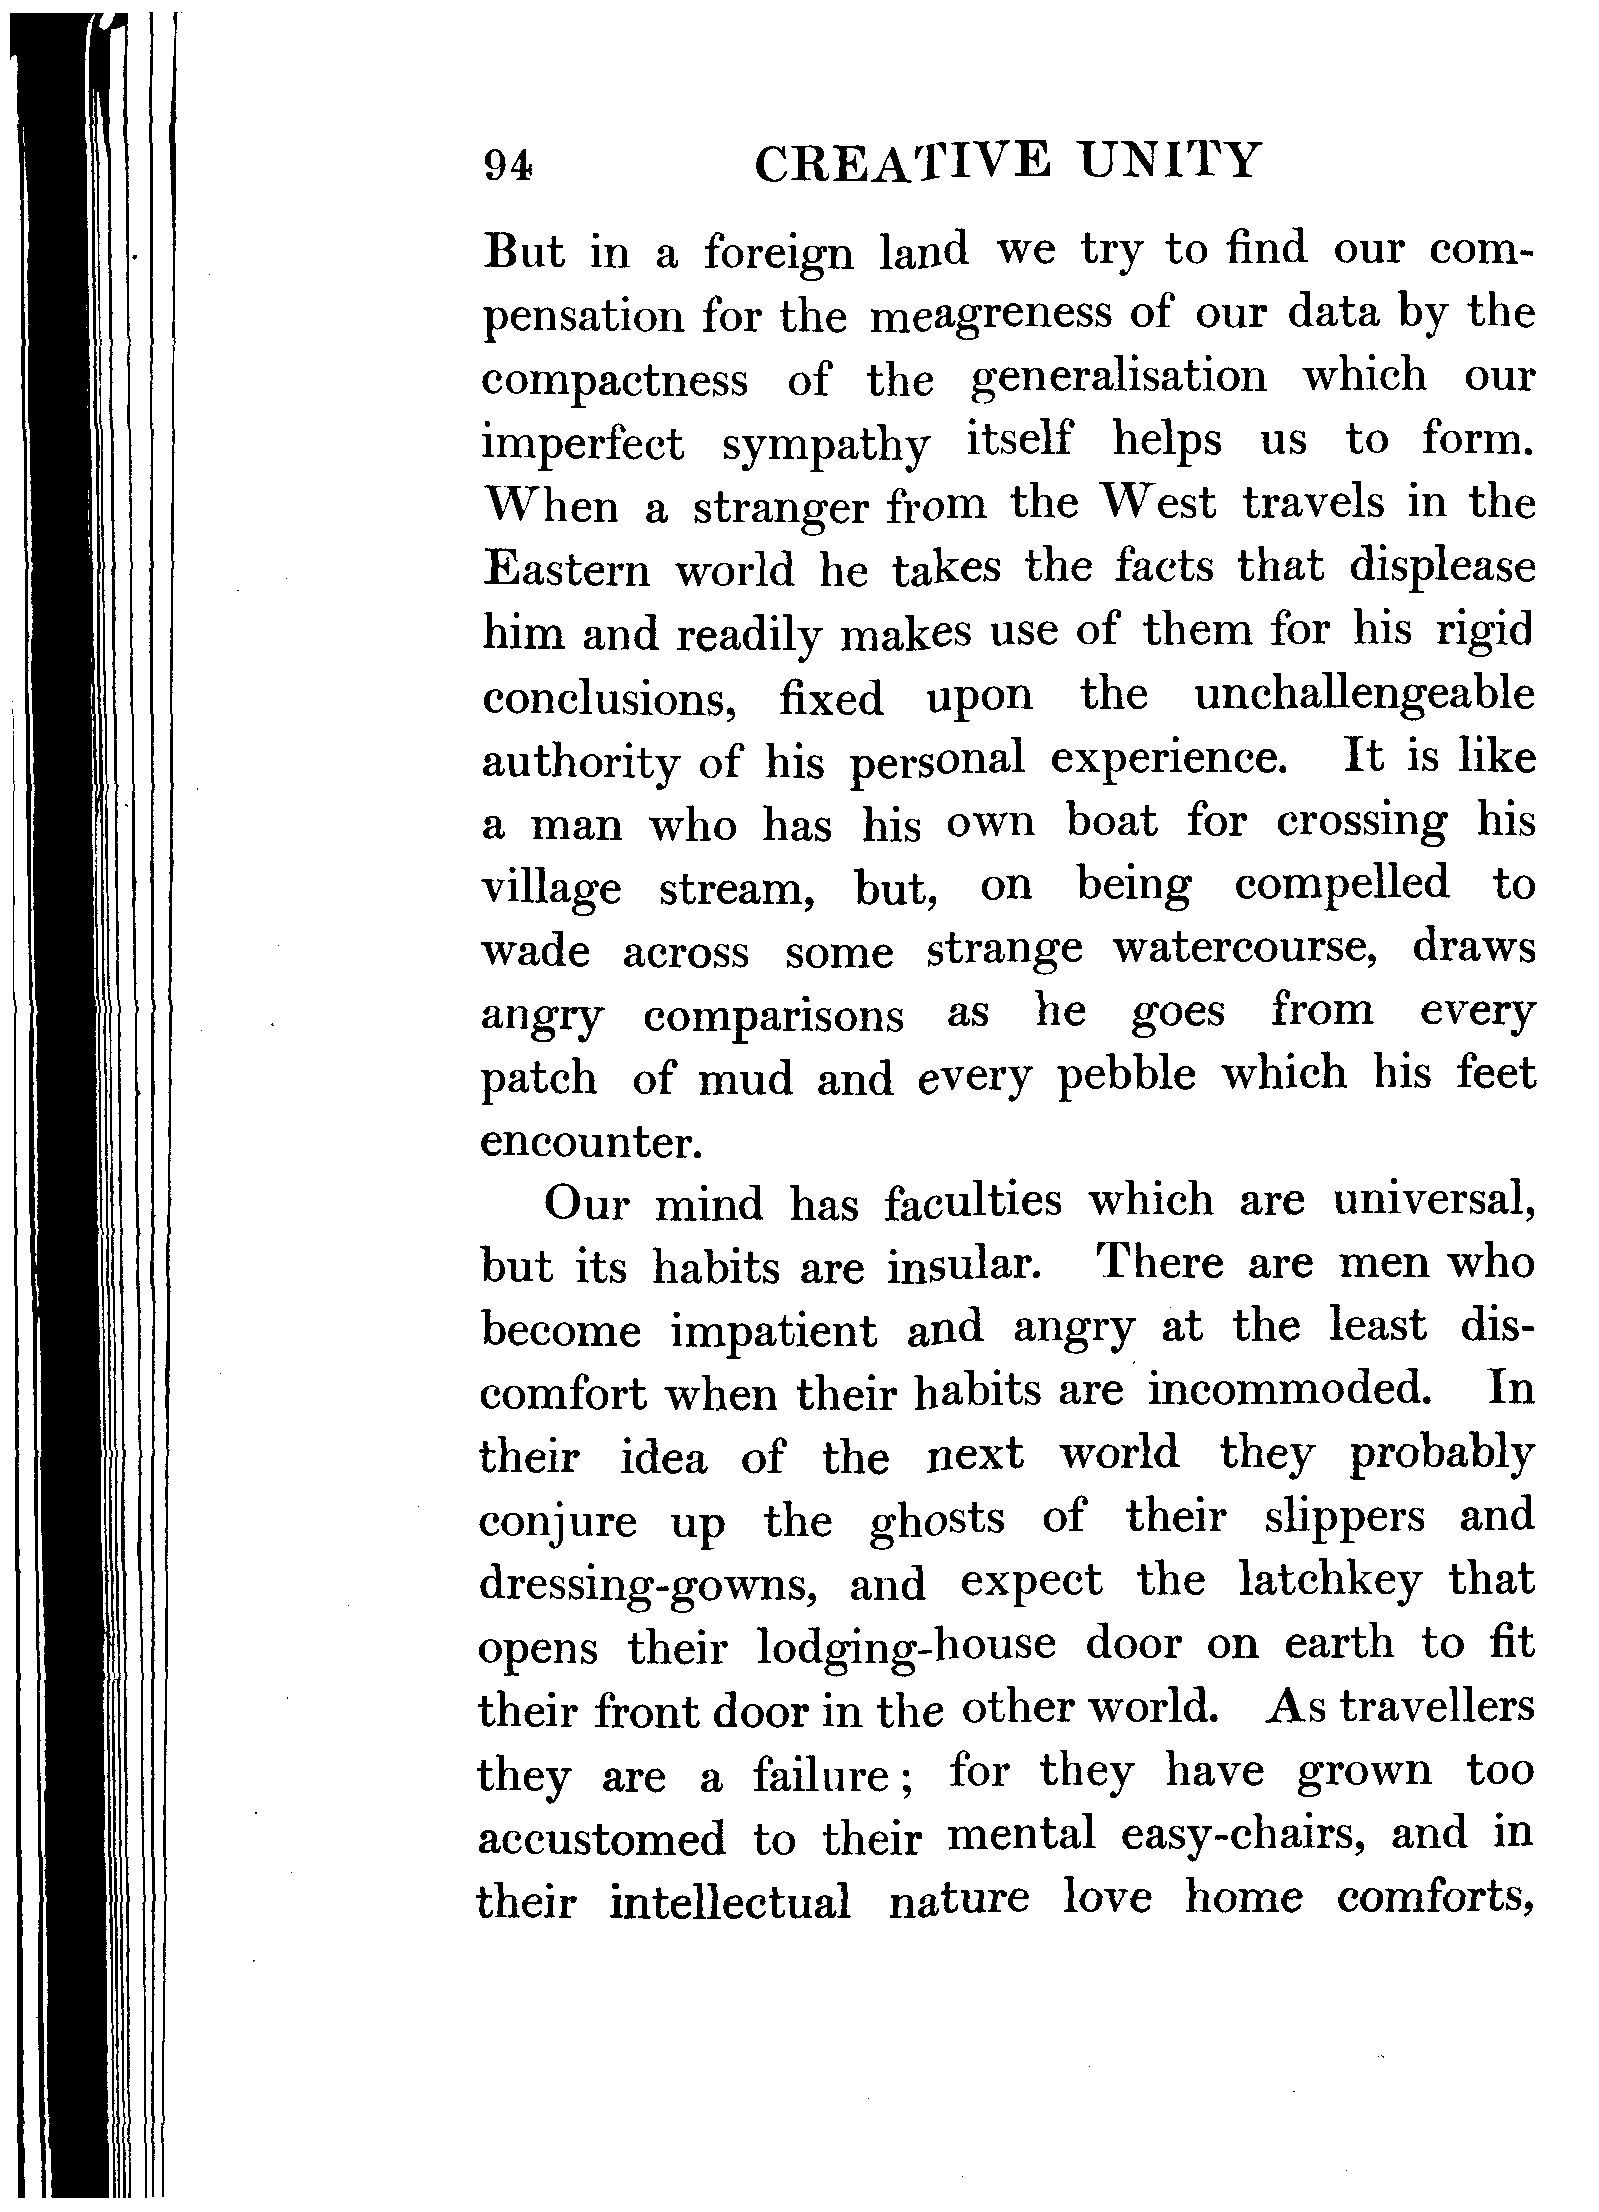 94 CREATIVE UNITY
But in a foreign land we try to find our com-
pensation for the meagreness of our data by the
compactness of the generalisation which our
imperfect sympathy itself helps us to form.
When a stranger from the West travels in the
Eastern world he takes the facts that displease
him and readily makes use of them for his rigid
conclusions, fixed upon the unchallengeable
authority of his personal experience. It is like
a man who has his own boat for crossing his
village stream, but, on being compelled to
wade across some strange watercourse, draws
angry comparisons as he goes from every
patch of mud and every pebble which his feet
encounter.
Our mind has faculties which are universal,
but its habits are insular. There are men who
become impatient and angry at the least dis-
comfort when their habits are incommoded. In
their idea of the next world they probably
conjure up the ghosts of their slippers and
dressing-gowns, and expect the latchkey that
opens their lodging-house door on earth to fit
their front door in the other world. As travellers
they are a failure; for they have grown too
accustomed to their mental easy-chairs, and in
their intellectual nature love home comforts,